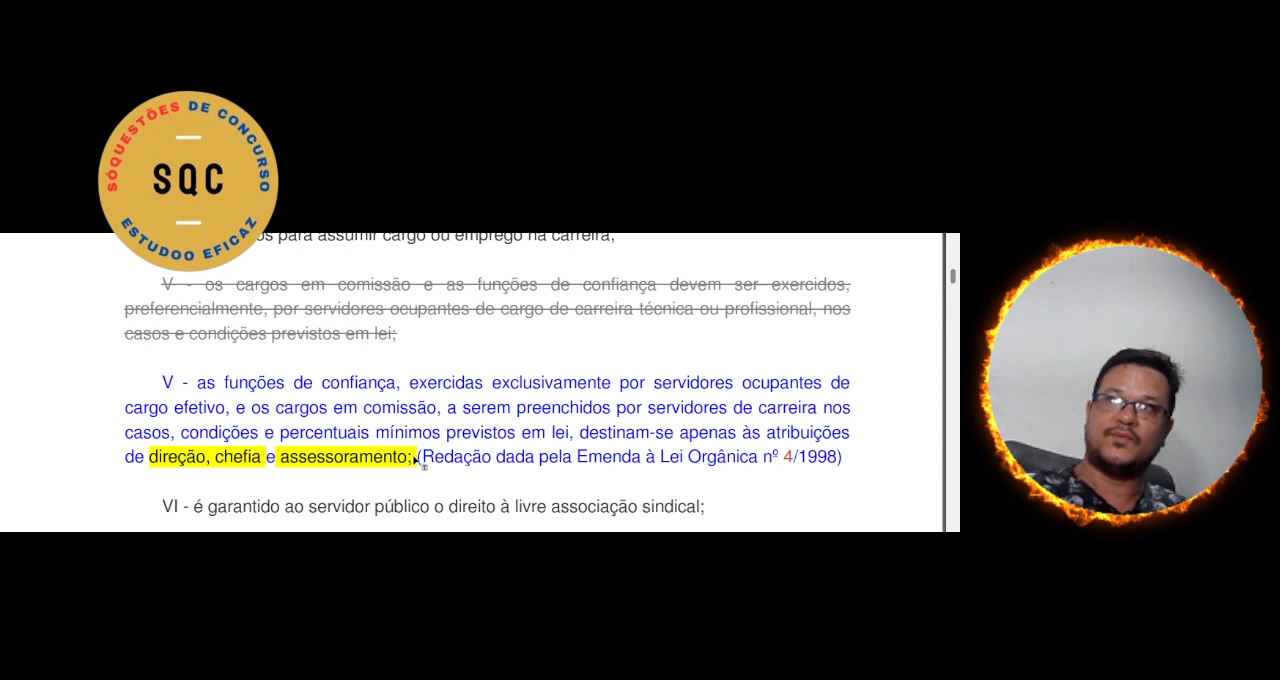 SÓQUESTÕES DE CONCURSO
SQC
ESTUDOO EFICAZ
os para assumir cargo ou emprego na carreira;
V - os cargos em comissão e as funções de confiança devem ser exercidos,
preferencialmente, por servidores ocupantes de cargo de carreira técnica ou profissional, nos
casos e condições previstos em lei;
V - as funções de confiança, exercidas exclusivamente por servidores ocupantes de
cargo efetivo, e os cargos em comissão, a serem preenchidos por servidores de carreira nos
casos, condições e percentuais mínimos previstos em lei, destinam-se apenas às atribuições
de direção, chefia e assessoramento; (Redação dada pela Emenda à Lei Orgânica nº 4/1998)
VI - é garantido ao servidor público o direito à livre associação sindical;